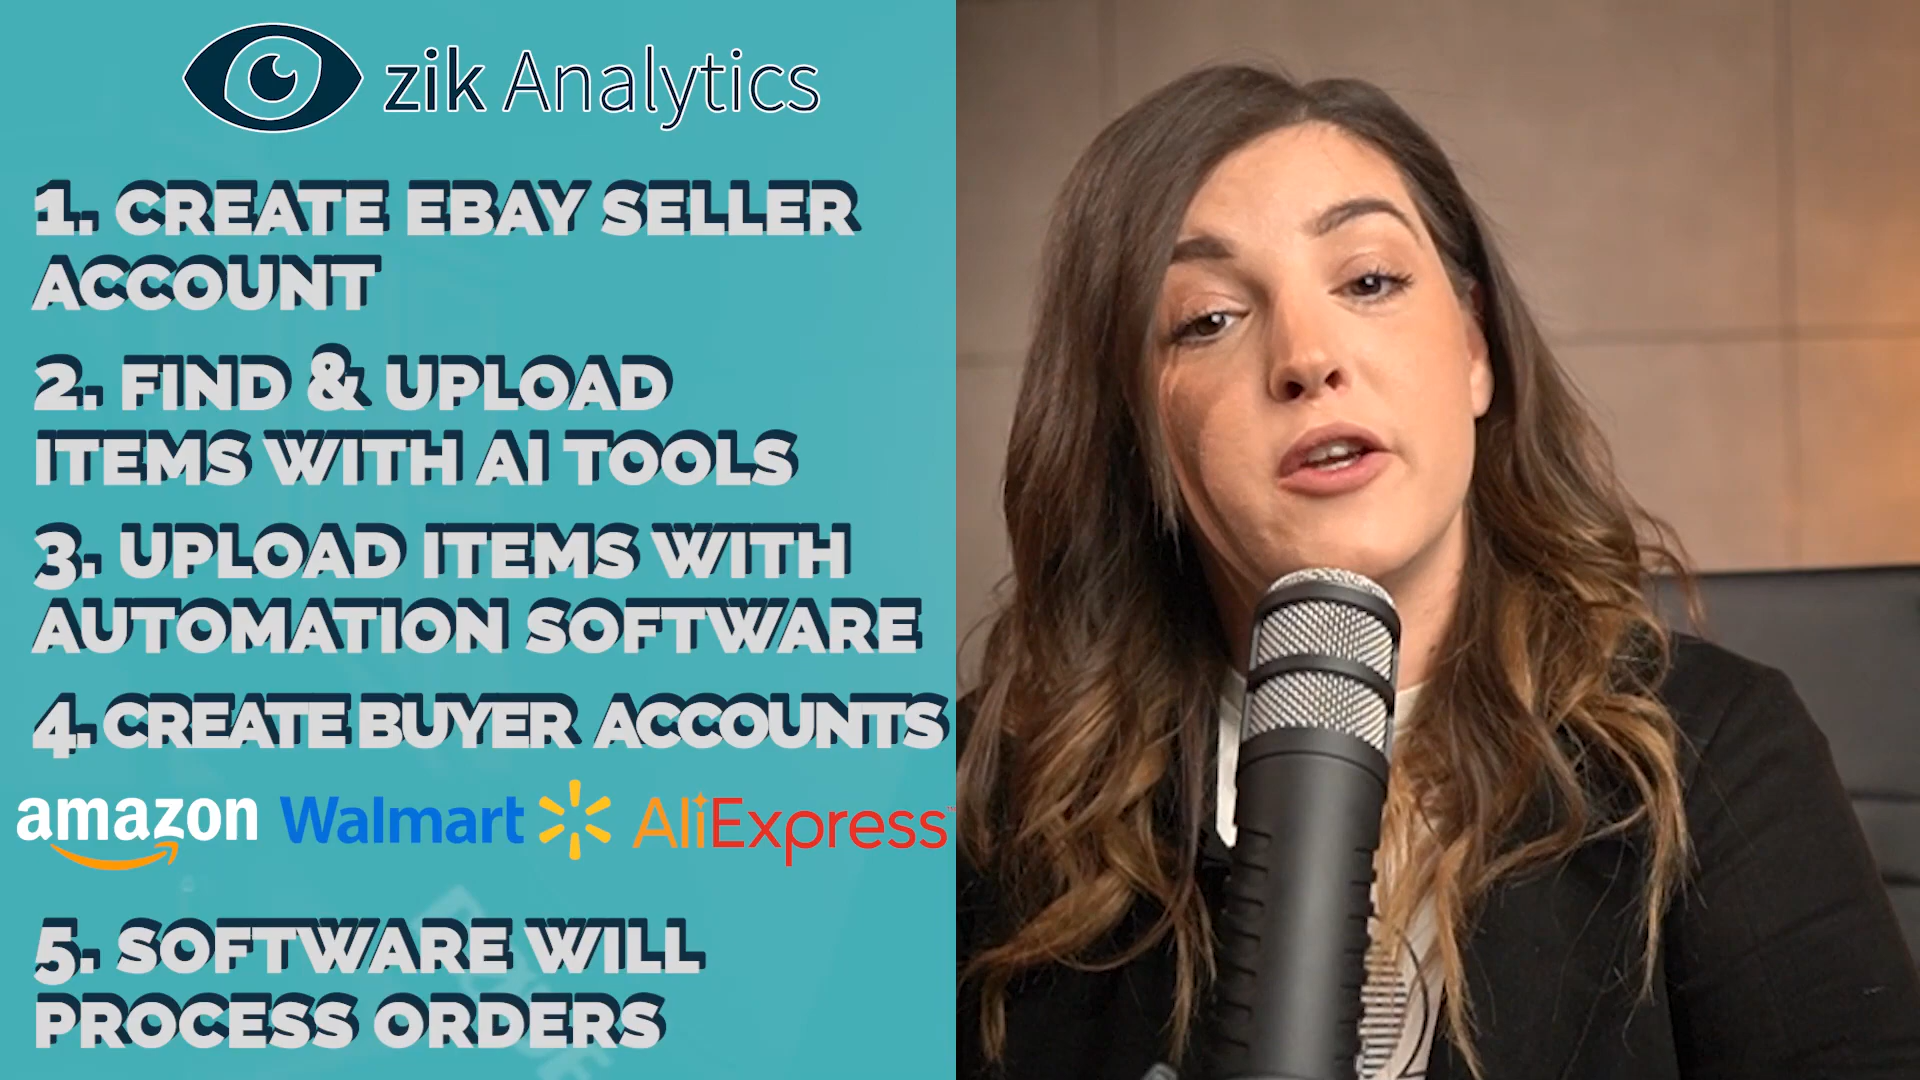 zik Analytics
1. CREATE EBAY SELLER
ACCOUNT
2. FIND & UPLOAD
ITEMS WITH AI TOOLS
3. UPLOAD ITEMS WITH
AUTOMATION SOFTWARE
4. CREATE BUYER ACCOUNTS
amazon Walmart AliExpress™
5. SOFTWARE WILL
PROCESS ORDERS